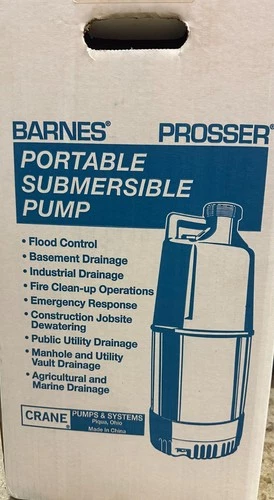 BARNES® PROSSER®
PORTABLE
SUBMERSIBLE
PUMP
• Flood Control
• Basement Drainage
• Industrial Drainage
• Fire Clean-up Operations
• Emergency Response
• Construction Jobsite
Dewatering
• Public Utility Drainage
• Manhole and Utility
Vault Drainage
• Agricultural and
Marine Drainage
CRANE® PUMPS & SYSTEMS
Piqua, Ohio
Made in China